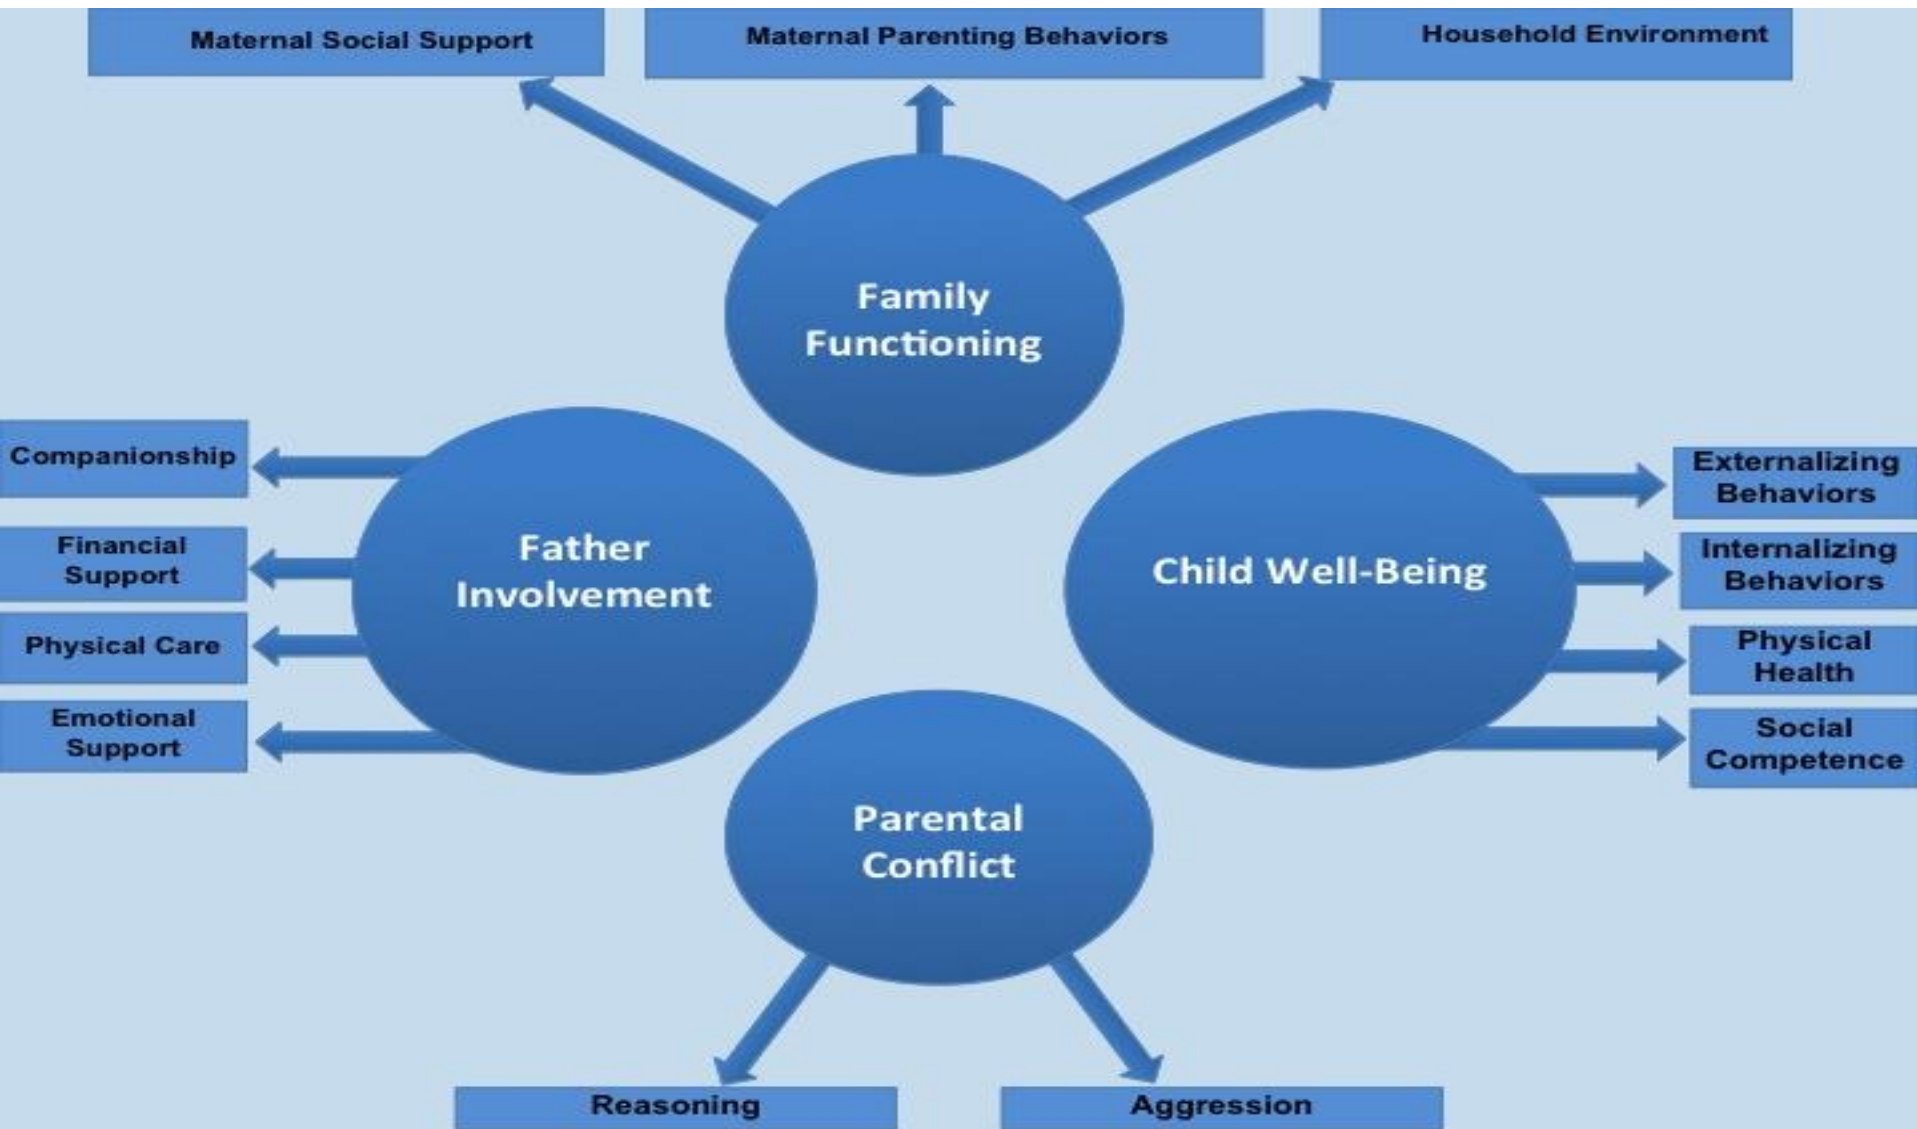 Maternal Social Support
Maternal Parenting Behaviors
Household Environment
Family
Functioning
Companionship
Financial
Support
Physical Care
Emotional
Support
Father
Involvement
Child Well-Being
Externalizing
Behaviors
Internalizing
Behaviors
Physical
Health
Social
Competence
Parental
Conflict
Reasoning
Aggression